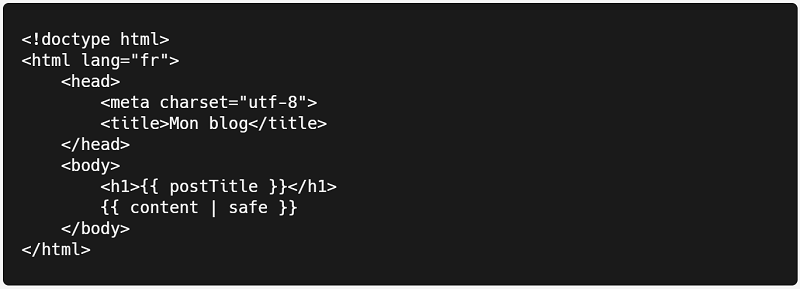 <!doctype html>
<html lang="fr">
    <head>
        <meta charset="utf-8">
        <title>Mon blog</title>
    </head>
    <body>
        <h1>{{ postTitle }}</h1>
        {{ content | safe }}
    </body>
</html>